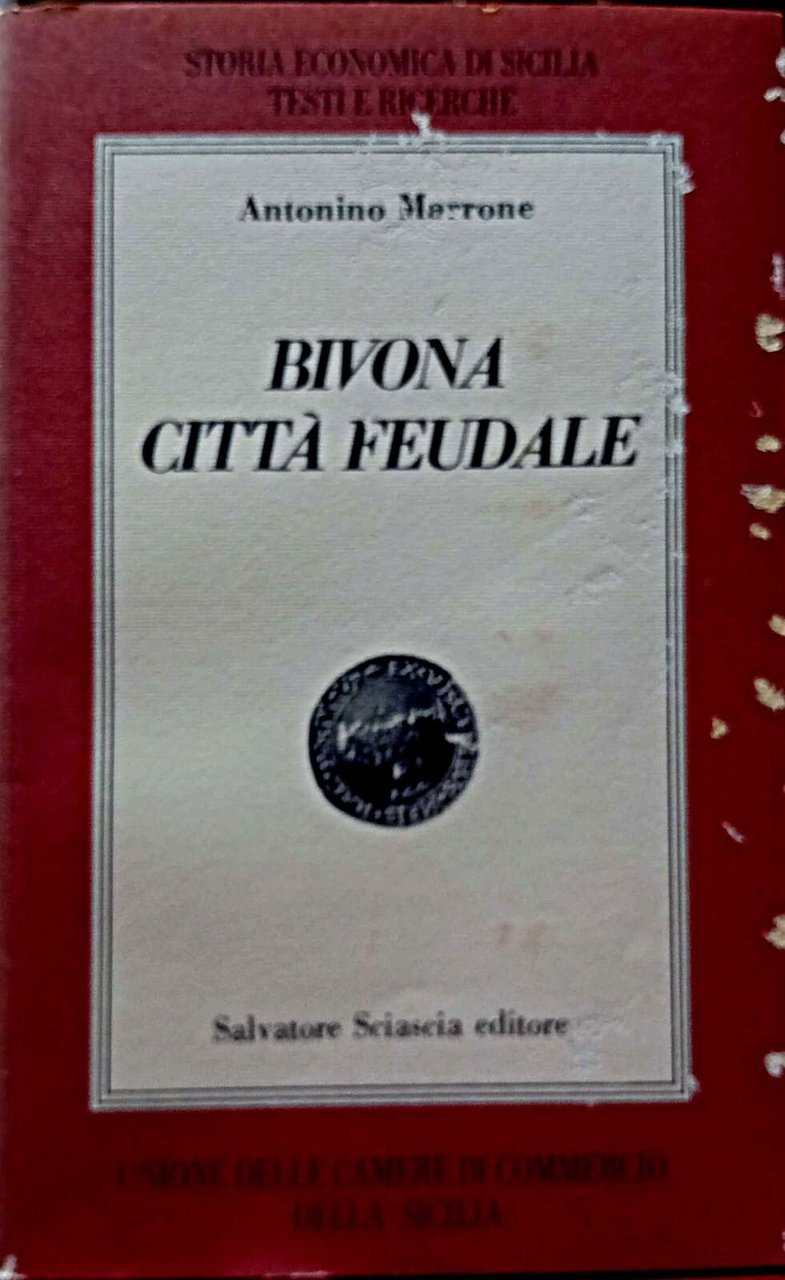 STORIA ECONOMICA DI SICILIA
TESTI E RICERCHE
Antonino Marrone
BIVONA
CITTÀ FEUDALE
Salvatore Sciascia editore
UNIONE DELLE CAMERE DI COMMERCIO
DELLA SICILIA